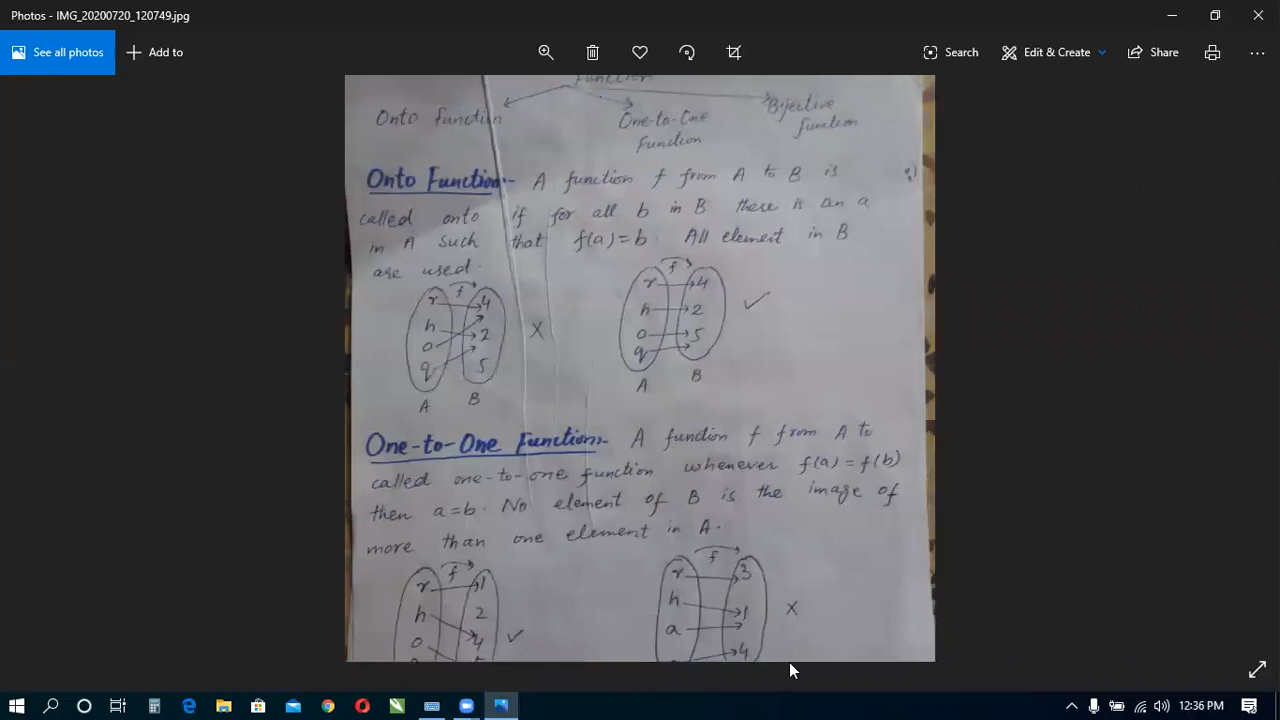 Photos - IMG_20200720_120749.jpg
See all photos
Add to
Search
Edit & Create
Share
Function
Onto function
One-to-One
Function
Bijective
function
Onto Function:- A function f from A to B is
called onto if for all b in B there is an a
in A such that f(a)=b. All element in B
are used.
f
r
h
o
q
4
2
5
X
A
B
f
r
h
o
q
4
2
5
✓
A
B
One-to-One Function:- A function f from A to
called one-to-one function whenever f(a) = f(b)
then a=b. No element of B is the image of
more than one element in A.
f
r
h
o
1
2
4
✓
f
r
h
a
3
1
4
X
12:36 PM